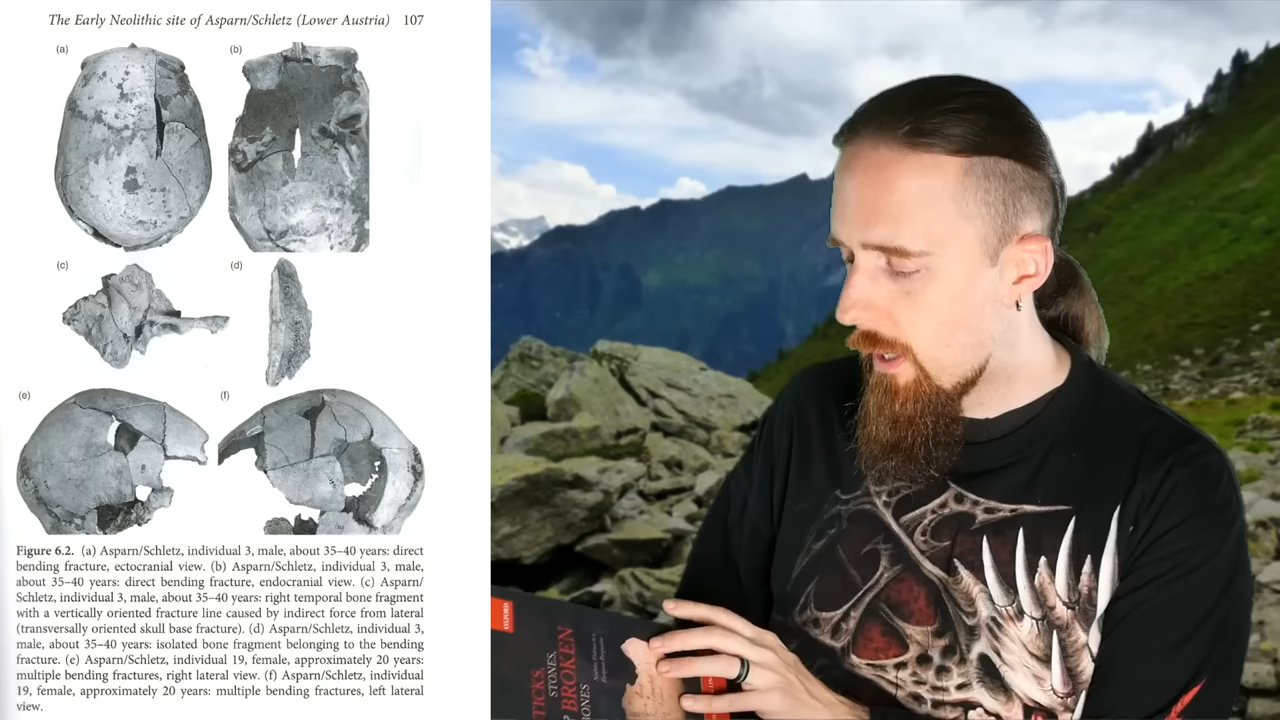 The Early Neolithic site of Asparn/Schletz (Lower Austria) 107
(a)
(b)
(c)
(d)
(e)
(f)
Figure 6.2. (a) Asparn/Schletz, individual 3, male, about 35–40 years: direct
bending fracture, ectocranial view. (b) Asparn/Schletz, individual 3, male,
about 35–40 years: direct bending fracture, endocranial view. (c) Asparn/
Schletz, individual 3, male, about 35–40 years: right temporal bone fragment
with a vertically oriented fracture line caused by indirect force from lateral
(transversally oriented skull base fracture). (d) Asparn/Schletz, individual 3,
male, about 35–40 years: isolated bone fragment belonging to the bending
fracture. (e) Asparn/Schletz, individual 19, female, approximately 20 years:
multiple bending fractures, right lateral view. (f) Asparn/Schletz, individual
19, female, approximately 20 years: multiple bending fractures, left lateral
view.
OXFORD
TICKS,
STONES,
BROKEN
ONES